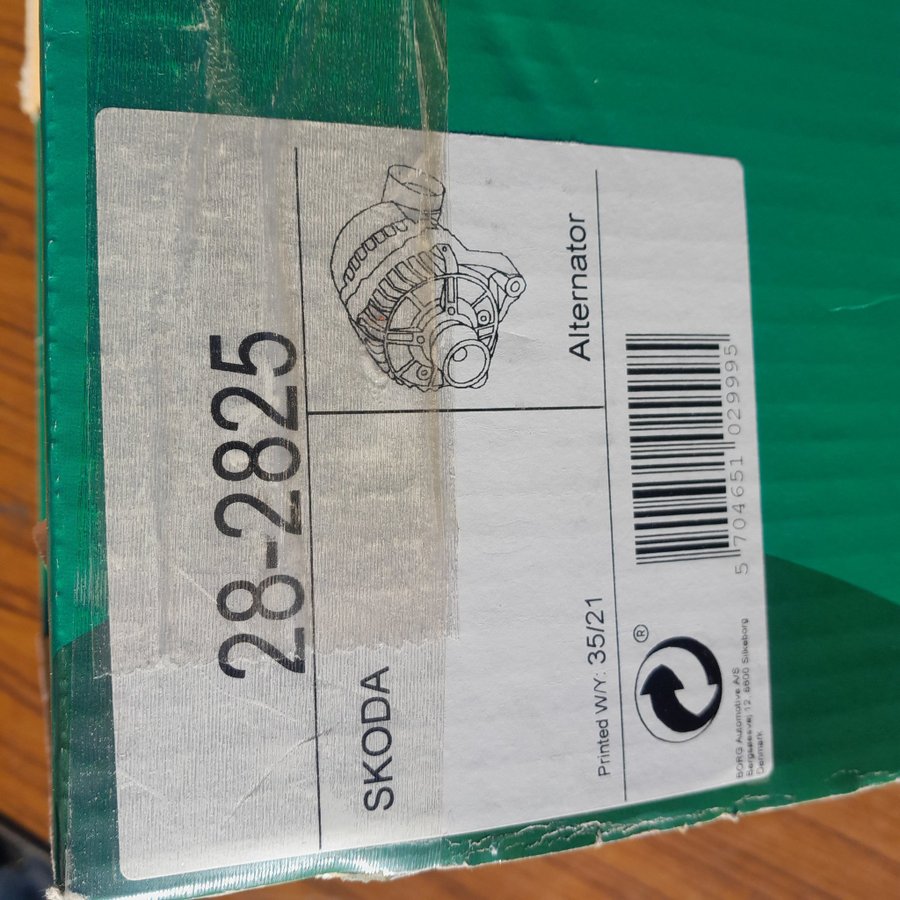 28-2825
SKODA
Alternator
Printed W/Y: 35/21
®
5 704651 029995
BORG Automotive A/S
Bergsøesvej 12, 8600 Silkeborg
Denmark